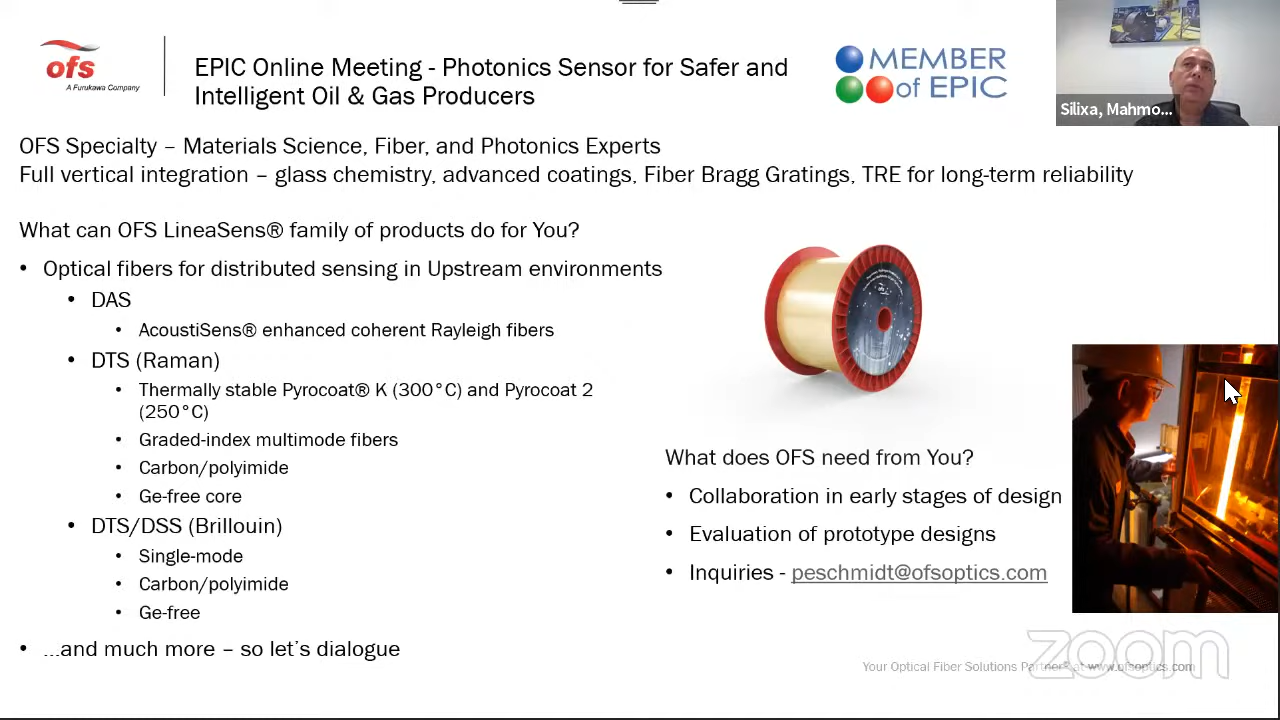 ofs
A Furukawa Company
EPIC Online Meeting - Photonics Sensor for Safer and
Intelligent Oil & Gas Producers
MEMBER
of EPIC
Silixa, Mahmo...
OFS Specialty – Materials Science, Fiber, and Photonics Experts
Full vertical integration – glass chemistry, advanced coatings, Fiber Bragg Gratings, TRE for long-term reliability
What can OFS LineaSens® family of products do for You?
• Optical fibers for distributed sensing in Upstream environments
• DAS
• AcoustiSens® enhanced coherent Rayleigh fibers
• DTS (Raman)
• Thermally stable Pyrocoat® K (300°C) and Pyrocoat 2
(250°C)
• Graded-index multimode fibers
• Carbon/polyimide
• Ge-free core
• DTS/DSS (Brillouin)
• Single-mode
• Carbon/polyimide
• Ge-free
• ...and much more – so let's dialogue
ofs
What does OFS need from You?
• Collaboration in early stages of design
• Evaluation of prototype designs
• Inquiries - peschmidt@ofsoptics.com
zoom
Your Optical Fiber Solutions Partner® at www.ofsoptics.com